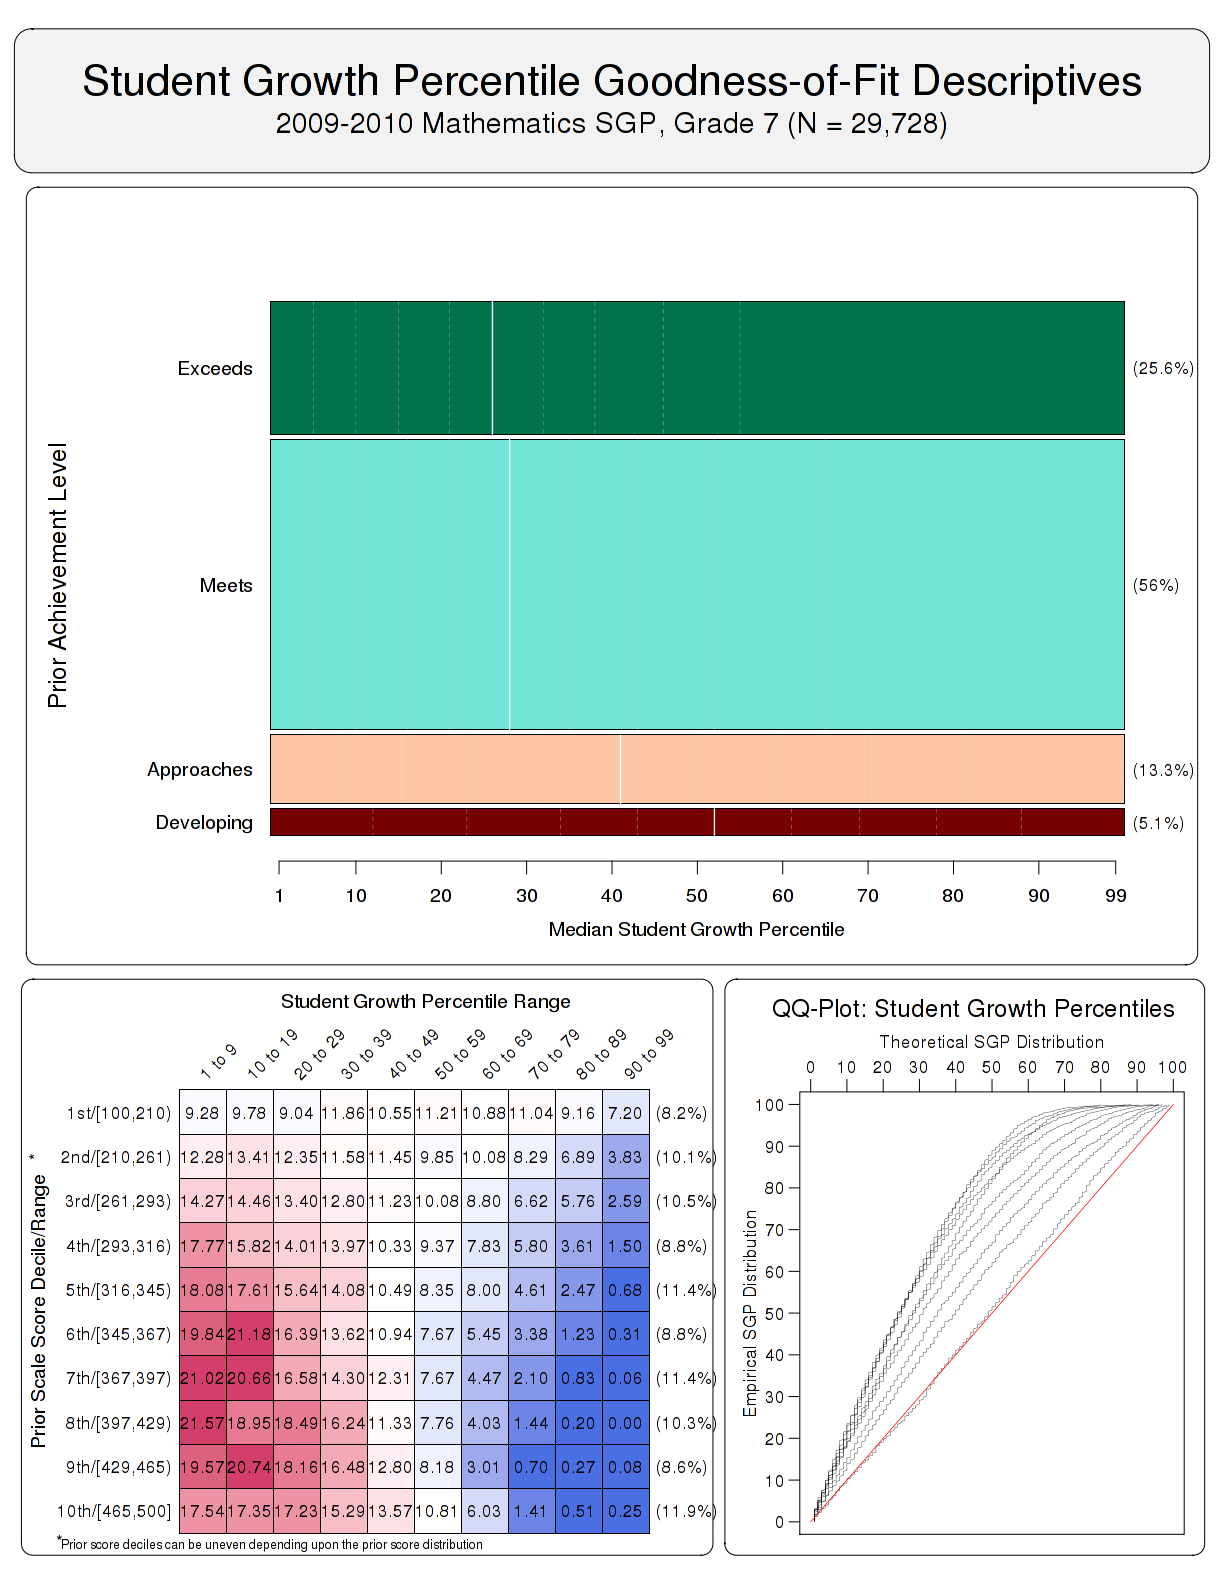 Student Growth Percentile Goodness-of-Fit Descriptives
2009-2010 Mathematics SGP, Grade 7 (N = 29,728)
Prior Achievement Level
Exceeds (25.6%)
Meets (56%)
Approaches (13.3%)
Developing (5.1%)
1 10 20 30 40 50 60 70 80 90 99
Median Student Growth Percentile
Student Growth Percentile Range
1 to 9 10 to 19 20 to 29 30 to 39 40 to 49 50 to 59 60 to 69 70 to 79 80 to 89 90 to 99
Prior Scale Score Decile/Range *
1st/[100,210) 9.28 9.78 9.04 11.86 10.55 11.21 10.88 11.04 9.16 7.20 (8.2%)
2nd/[210,261) 12.28 13.41 12.35 11.58 11.45 9.85 10.08 8.29 6.89 3.83 (10.1%)
3rd/[261,293) 14.27 14.46 13.40 12.80 11.23 10.08 8.80 6.62 5.76 2.59 (10.5%)
4th/[293,316) 17.77 15.82 14.01 13.97 10.33 9.37 7.83 5.80 3.61 1.50 (8.8%)
5th/[316,345) 18.08 17.61 15.64 14.08 10.49 8.35 8.00 4.61 2.47 0.68 (11.4%)
6th/[345,367) 19.84 21.18 16.39 13.62 10.94 7.67 5.45 3.38 1.23 0.31 (8.8%)
7th/[367,397) 21.02 20.66 16.58 14.30 12.31 7.67 4.47 2.10 0.83 0.06 (11.4%)
8th/[397,429) 21.57 18.95 18.49 16.24 11.33 7.76 4.03 1.44 0.20 0.00 (10.3%)
9th/[429,465) 19.57 20.74 18.16 16.48 12.80 8.18 3.01 0.70 0.27 0.08 (8.6%)
10th/[465,500] 17.54 17.35 17.23 15.29 13.57 10.81 6.03 1.41 0.51 0.25 (11.9%)
*Prior score deciles can be uneven depending upon the prior score distribution
QQ-Plot: Student Growth Percentiles
Theoretical SGP Distribution
0 10 20 30 40 50 60 70 80 90 100
Empirical SGP Distribution
100
90
80
70
60
50
40
30
20
10
0